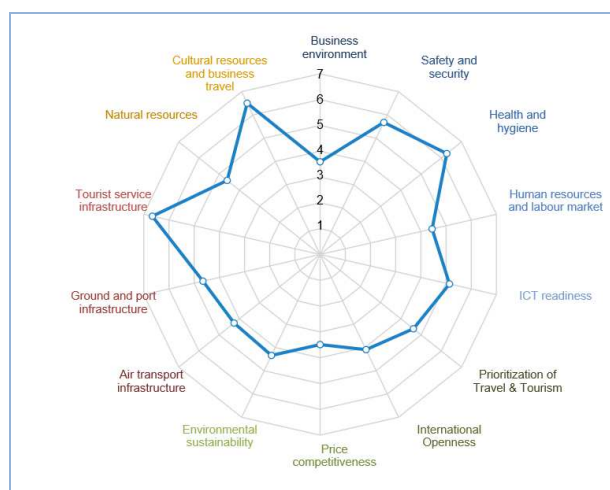 Business
environment
Safety and
security
Health and
hygiene
Human resources
and labour market
ICT readiness
Prioritization of
Travel & Tourism
International
Openness
Price
competitiveness
Environmental
sustainability
Air transport
infrastructure
Ground and port
infrastructure
Tourist service
infrastructure
Natural resources
Cultural resources
and business
travel
7
6
5
4
3
2
1